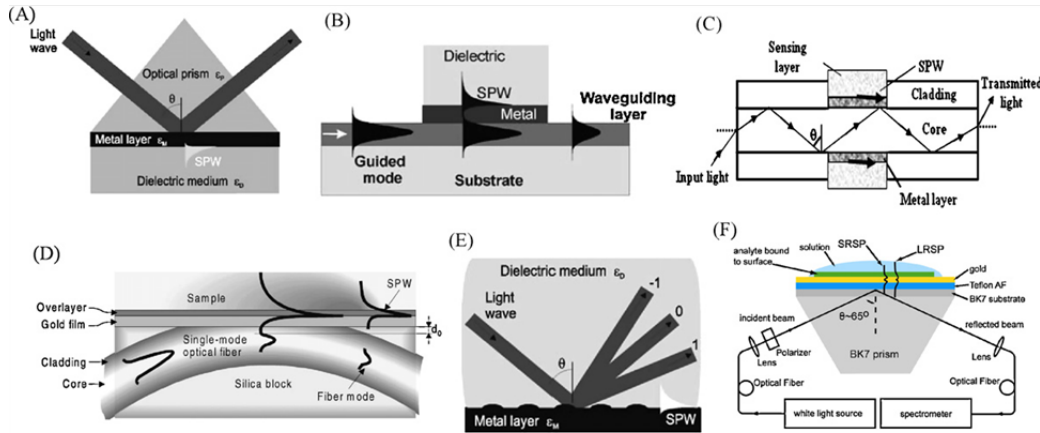 (A)
Light
wave
Optical prism εP
θ
Metal layer εM
SPW
Dielectric medium εD
(B)
Dielectric
SPW
Metal
Waveguiding
layer
Guided
mode
Substrate
(C)
Sensing
layer
SPW
Cladding
Transmitted
light
Core
θ
Input light
Metal layer
(D)
Sample
SPW
Overlayer
Gold film
d0
Single-mode
optical fiber
Cladding
Core
Silica block
Fiber mode
(E)
Dielectric medium εD
-1
Light
wave
0
θ
1
Metal layer εM
SPW
(F)
SRSP
LRSP
solution
analyte bound
to surface
gold
Teflon AF
BK7 substrate
θ~65o
incident beam
reflected beam
Polarizer
Lens
Lens
BK7 prism
Optical Fiber
Optical Fiber
white light source
spectrometer